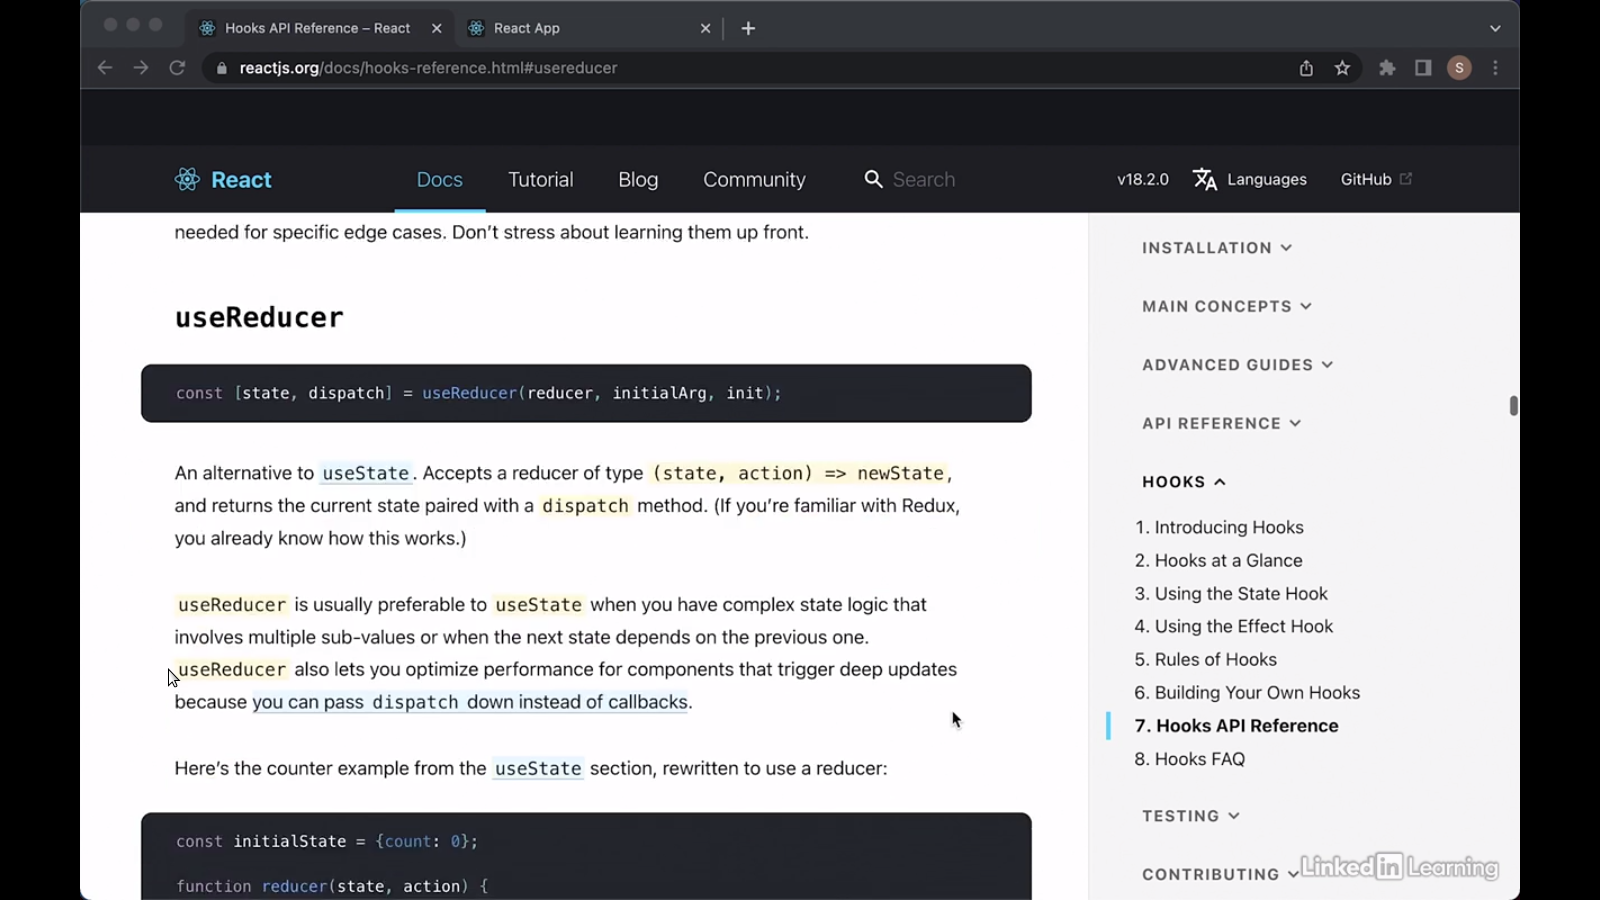 Hooks API Reference – React
React App
reactjs.org/docs/hooks-reference.html#usereducer
S
React
Docs
Tutorial
Blog
Community
Search
v18.2.0
Languages
GitHub
needed for specific edge cases. Don’t stress about learning them up front.
useReducer
const [state, dispatch] = useReducer(reducer, initialArg, init);
An alternative to useState. Accepts a reducer of type (state, action) => newState,
and returns the current state paired with a dispatch method. (If you’re familiar with Redux,
you already know how this works.)
useReducer is usually preferable to useState when you have complex state logic that
involves multiple sub-values or when the next state depends on the previous one.
useReducer also lets you optimize performance for components that trigger deep updates
because you can pass dispatch down instead of callbacks.
Here’s the counter example from the useState section, rewritten to use a reducer:
const initialState = {count: 0};
function reducer(state, action) {
INSTALLATION
MAIN CONCEPTS
ADVANCED GUIDES
API REFERENCE
HOOKS
1. Introducing Hooks
2. Hooks at a Glance
3. Using the State Hook
4. Using the Effect Hook
5. Rules of Hooks
6. Building Your Own Hooks
7. Hooks API Reference
8. Hooks FAQ
TESTING
CONTRIBUTING
LinkedIn Learning